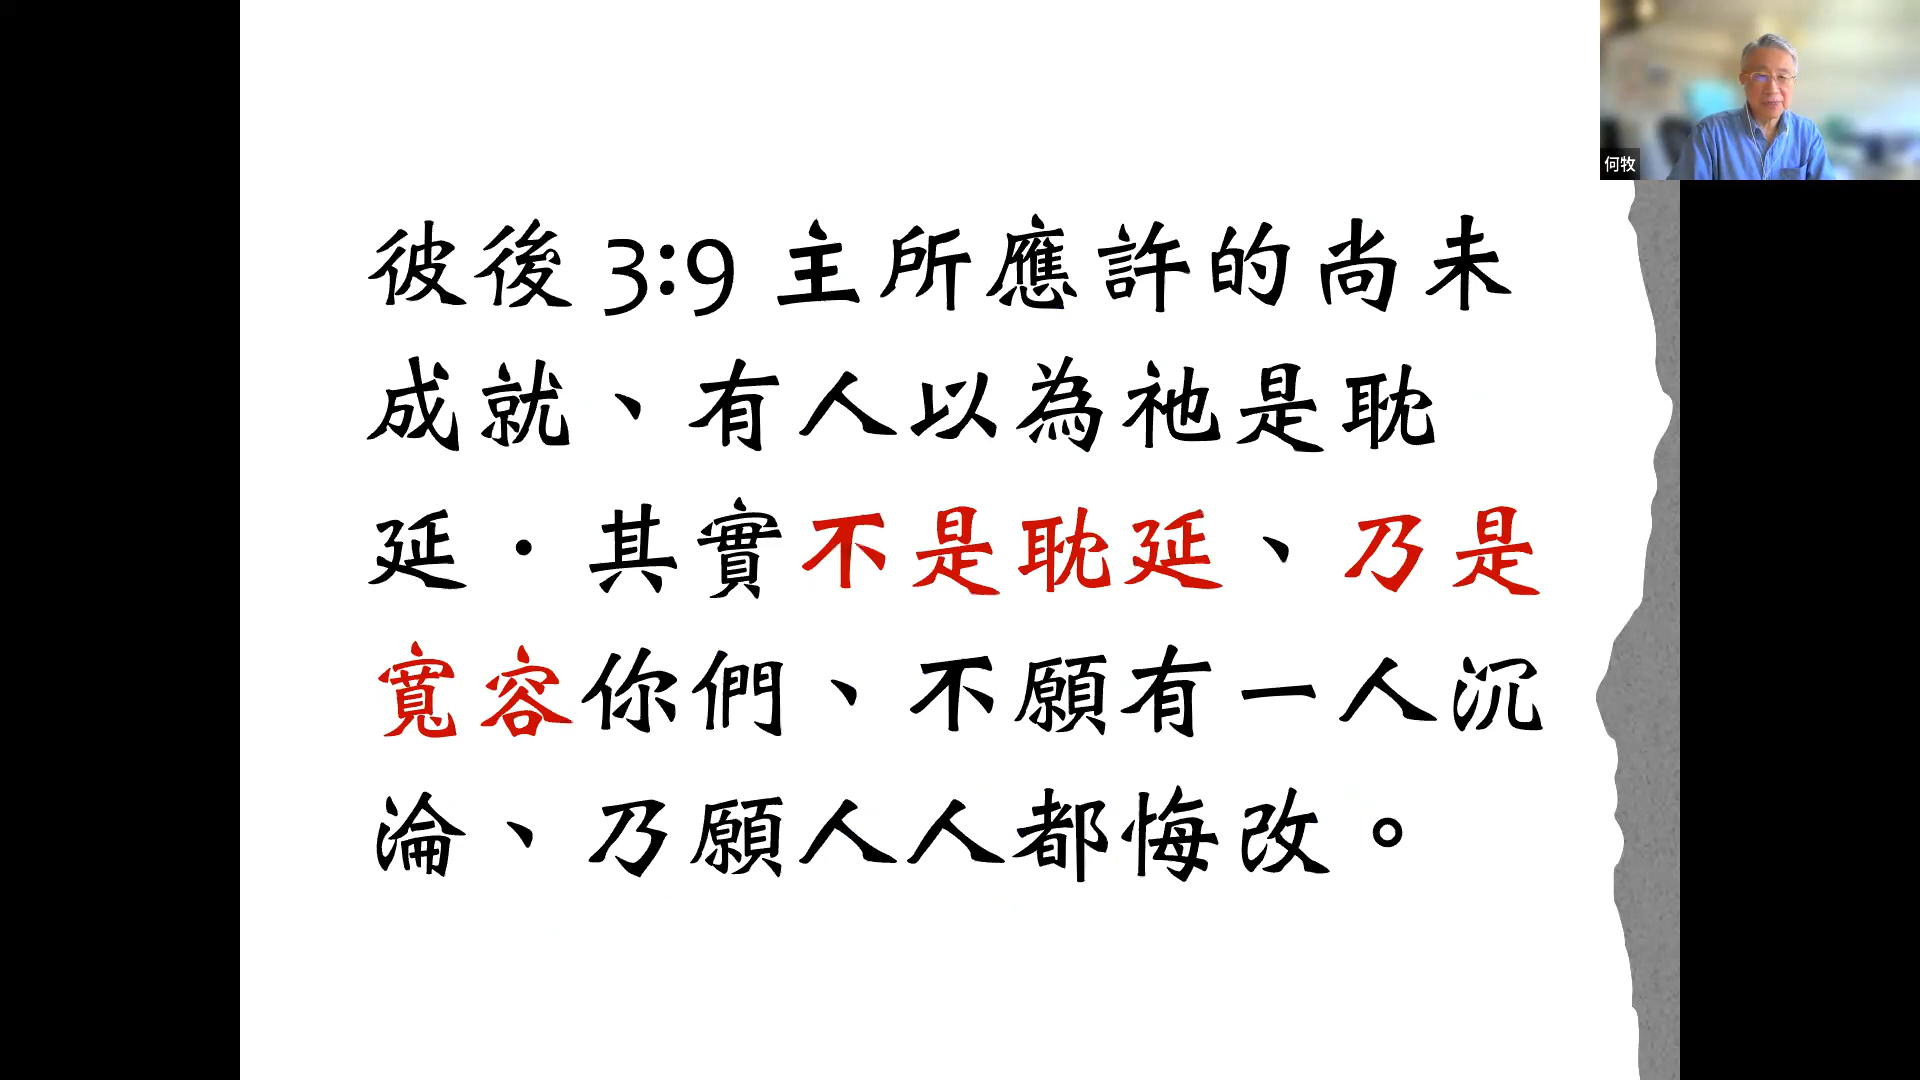 彼後 3:9 主所應許的尚未
成就、有人以為祂是耽
延．其實不是耽延、乃是
寬容你們、不願有一人沉
淪、乃願人人都悔改。
何牧